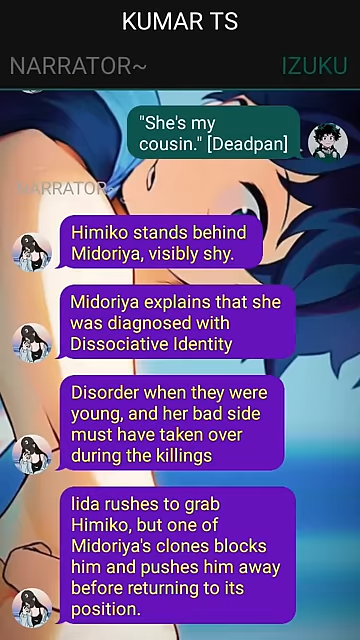 KUMAR TS
NARRATOR~ IZUKU
"She's my
cousin." [Deadpan]
NARRATOR~
Himiko stands behind
Midoriya, visibly shy.
Midoriya explains that she
was diagnosed with
Dissociative Identity
Disorder when they were
young, and her bad side
must have taken over
during the killings
Iida rushes to grab
Himiko, but one of
Midoriya's clones blocks
him and pushes him away
before returning to its
position.